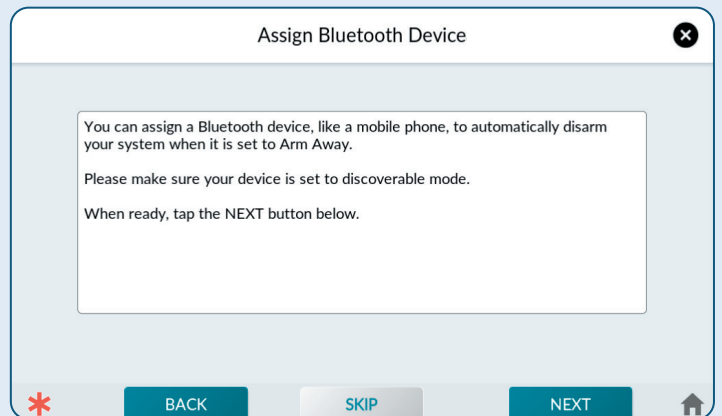 Assign Bluetooth Device
You can assign a Bluetooth device, like a mobile phone, to automatically disarm
your system when it is set to Arm Away.
Please make sure your device is set to discoverable mode.
When ready, tap the NEXT button below.
BACK SKIP NEXT